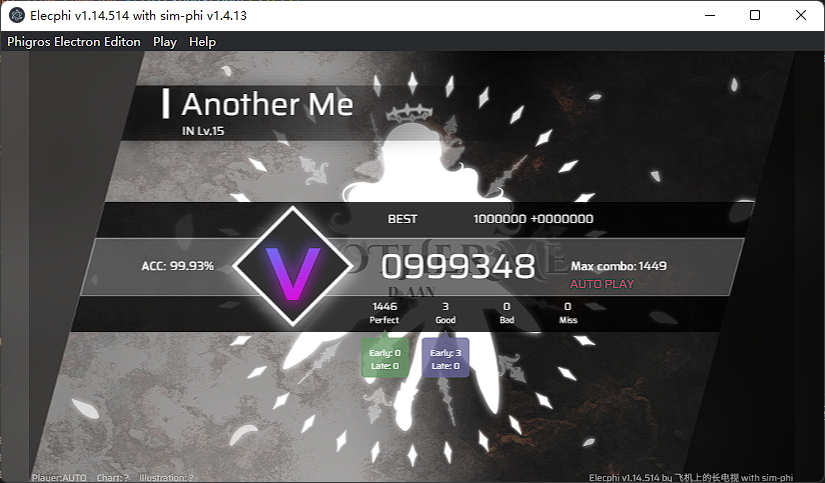 Elecphi v1.14.514 with sim-phi v1.4.13
Phigros Electron Editon Play Help
Another Me
IN Lv.15
BEST 1000000 +0000000
ACC: 99.93% V 0999348 Max combo: 1449
AUTO PLAY
1446 3 0 0
Perfect Good Bad Miss
Early: 0 Early: 3
Late: 0 Late: 0
Player:AUTO Chart: ? Illustration: ? Elecphi v1.14.514 by 飞机上的长电视 with sim-phi